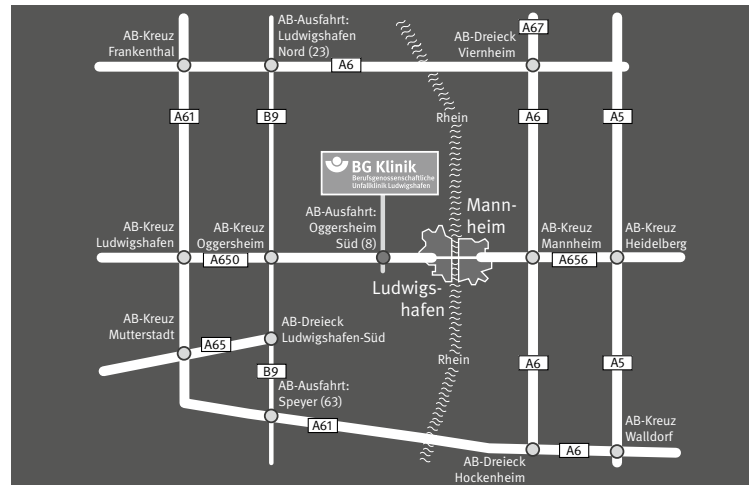 AB-Kreuz
Frankenthal
AB-Ausfahrt:
Ludwigshafen
Nord (23)
AB-Dreieck
Viernheim
A67
A6
A61
B9
Rhein
A6
A5
BG Klinik
Berufsgenossenschaftliche
Unfallklinik Ludwigshafen
AB-Kreuz
Ludwigshafen
AB-Kreuz
Oggersheim
AB-Ausfahrt:
Oggersheim
Süd (8)
Mann-
heim
AB-Kreuz
Mannheim
AB-Kreuz
Heidelberg
A650
A656
Ludwigs-
hafen
AB-Kreuz
Mutterstadt
A65
AB-Dreieck
Ludwigshafen-Süd
Rhein
B9
A6
A5
AB-Ausfahrt:
Speyer (63)
A61
AB-Dreieck
Hockenheim
A6
AB-Kreuz
Walldorf